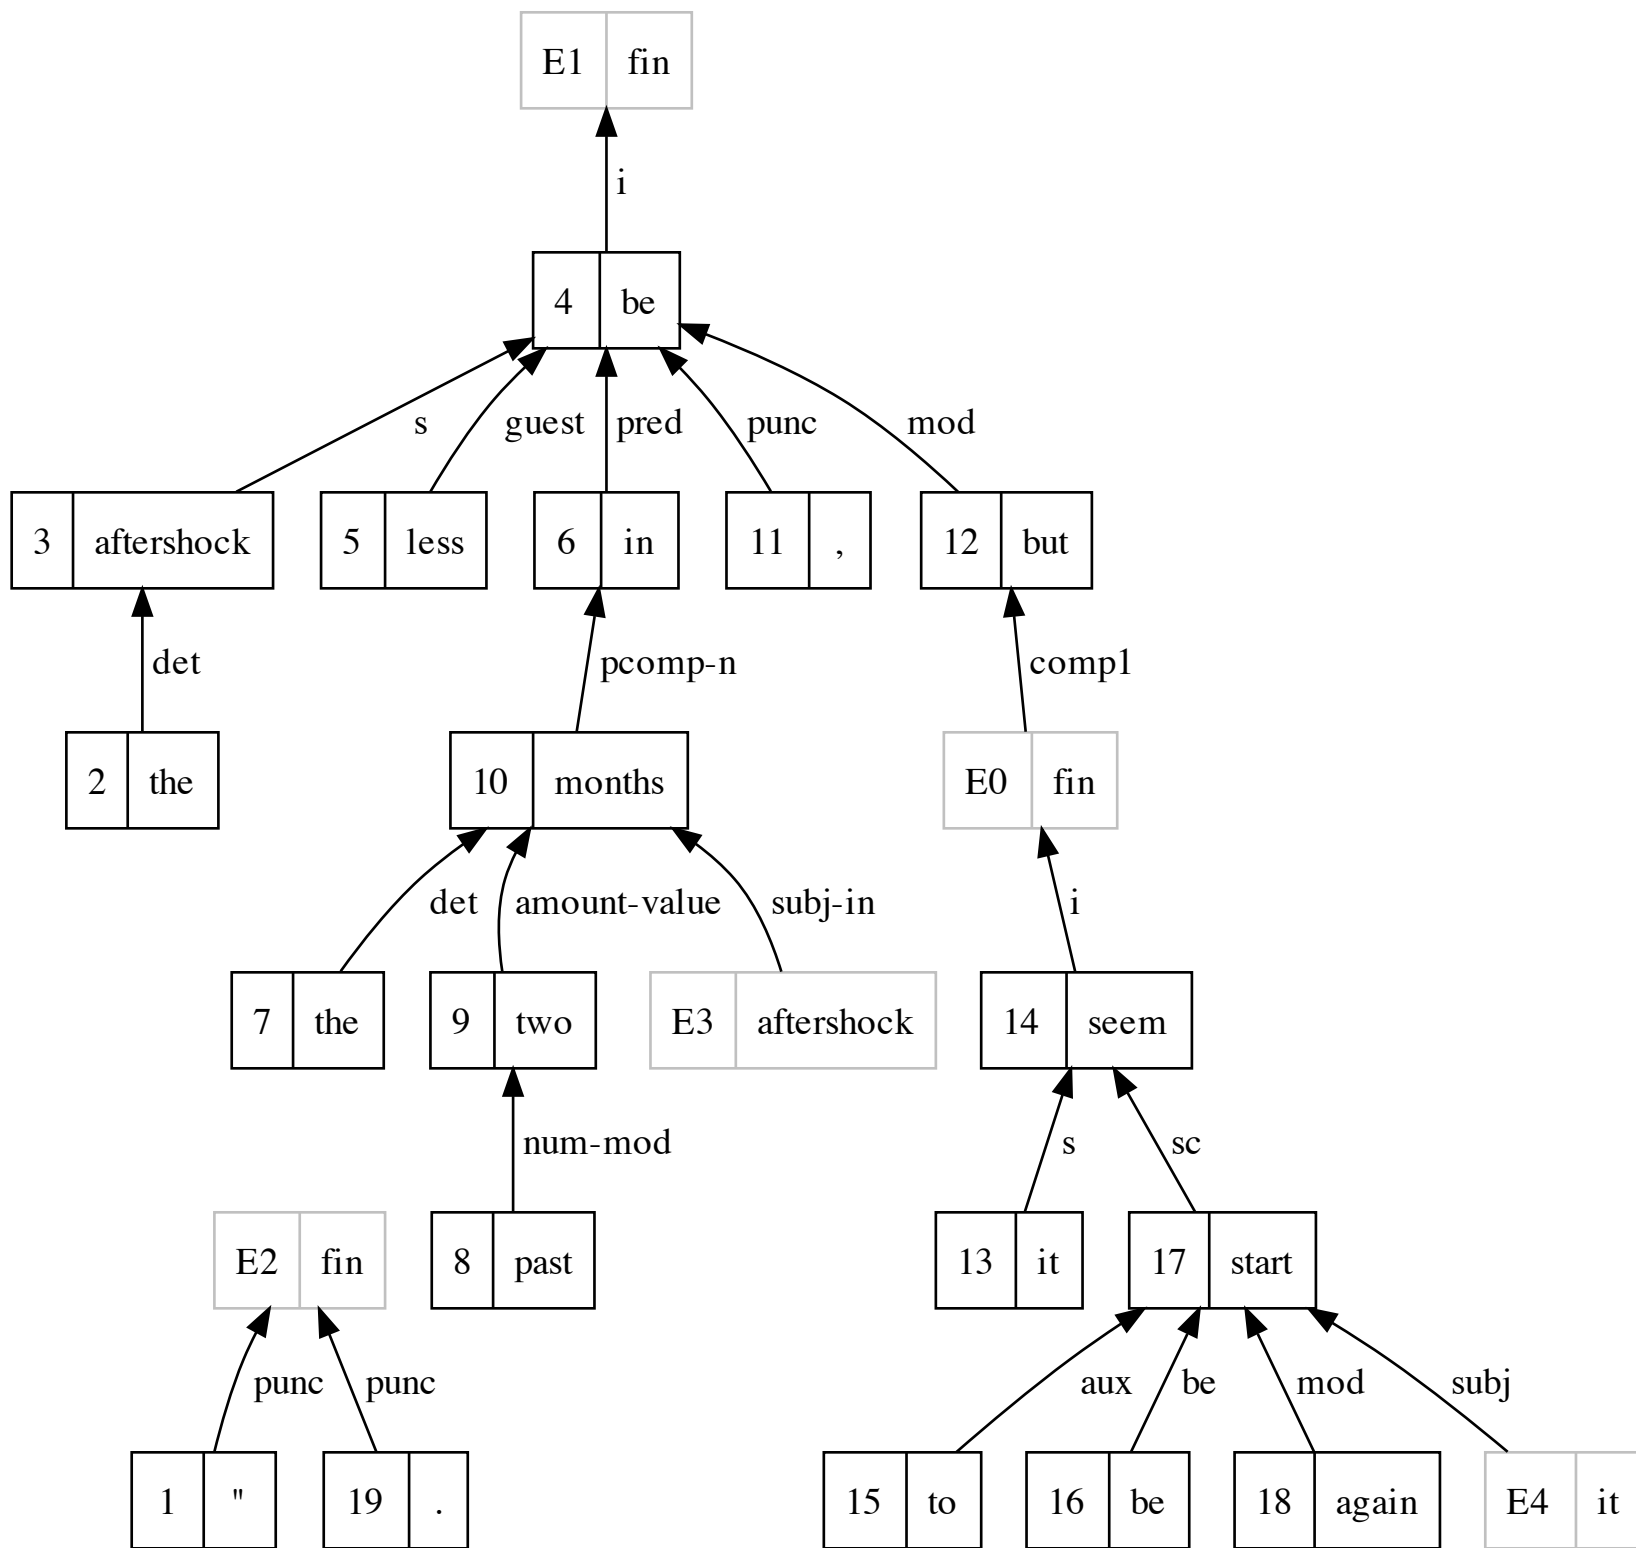 E1 fin
i
4 be
s guest pred punc mod
3 aftershock 5 less 6 in 11 , 12 but
det pcomp-n comp1
2 the 10 months E0 fin
det amount-value subj-in i
7 the 9 two E3 aftershock 14 seem
num-mod s sc
E2 fin 8 past 13 it 17 start
punc punc aux be mod subj
1 " 19 . 15 to 16 be 18 again E4 it